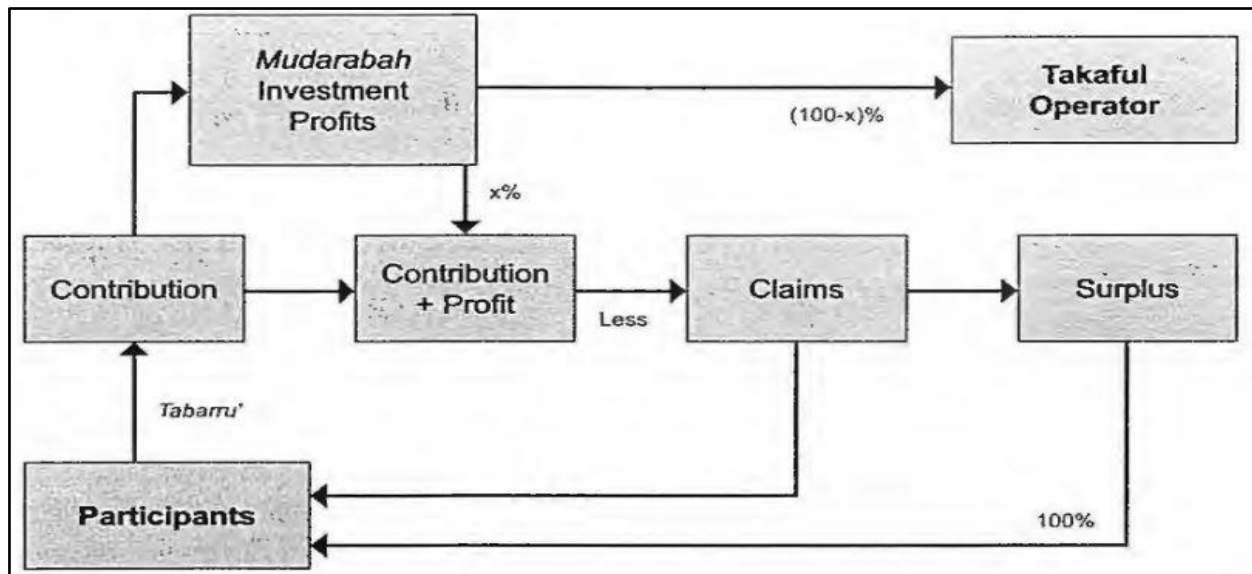 Mudarabah
Investment
Profits
Takaful
Operator
(100-x)%
x%
Contribution
Contribution
+ Profit
Less
Claims
Surplus
Tabarru'
Participants
100%